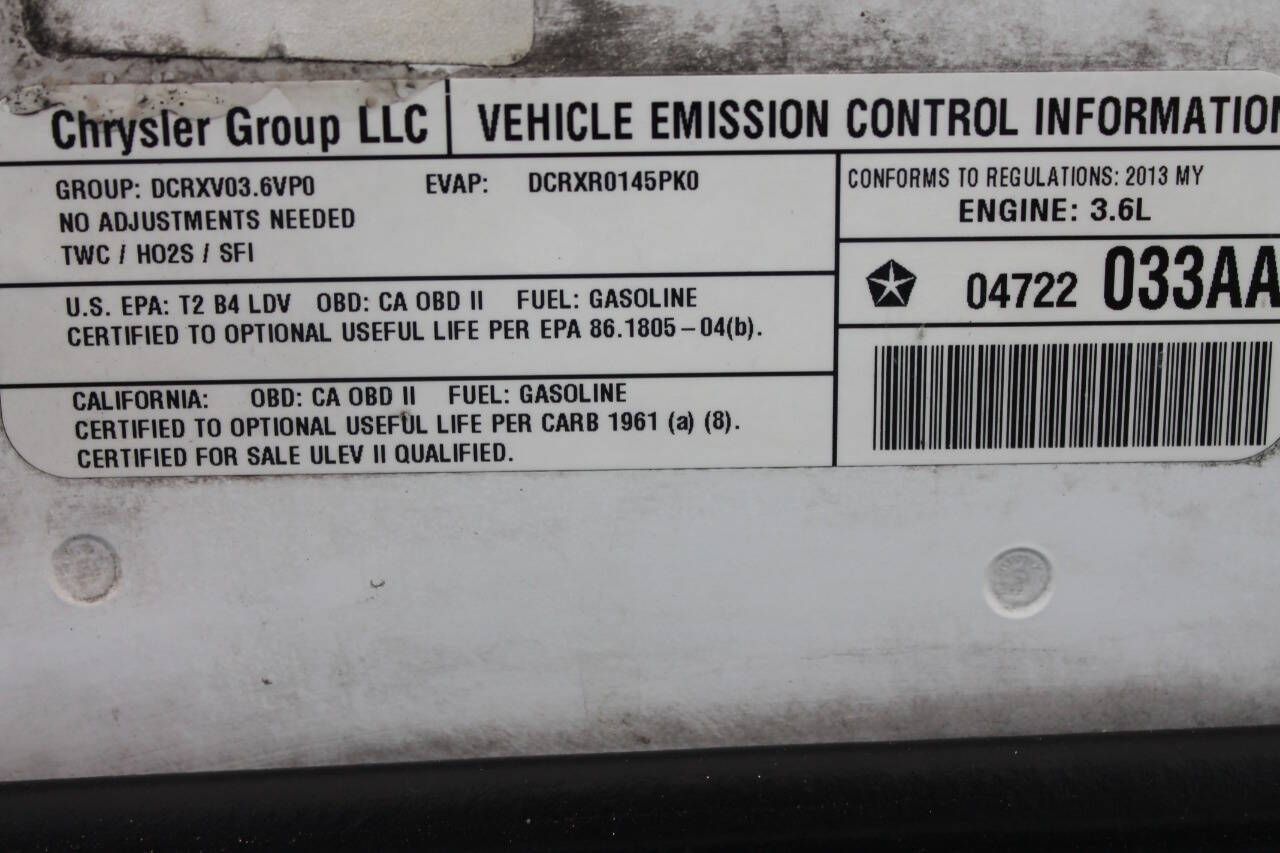 Chrysler Group LLC VEHICLE EMISSION CONTROL INFORMATIO
GROUP: DCRXV03.6VP0 EVAP: DCRXR0145PK0
NO ADJUSTMENTS NEEDED
TWC / HO2S / SFI
U.S. EPA: T2 B4 LDV OBD: CA OBD II FUEL: GASOLINE
CERTIFIED TO OPTIONAL USEFUL LIFE PER EPA 86.1805-04(b).
CALIFORNIA: OBD: CA OBD II FUEL: GASOLINE
CERTIFIED TO OPTIONAL USEFUL LIFE PER CARB 1961 (a) (8).
CERTIFIED FOR SALE ULEV II QUALIFIED.
CONFORMS TO REGULATIONS: 2013 MY
ENGINE: 3.6L
04722 033AA